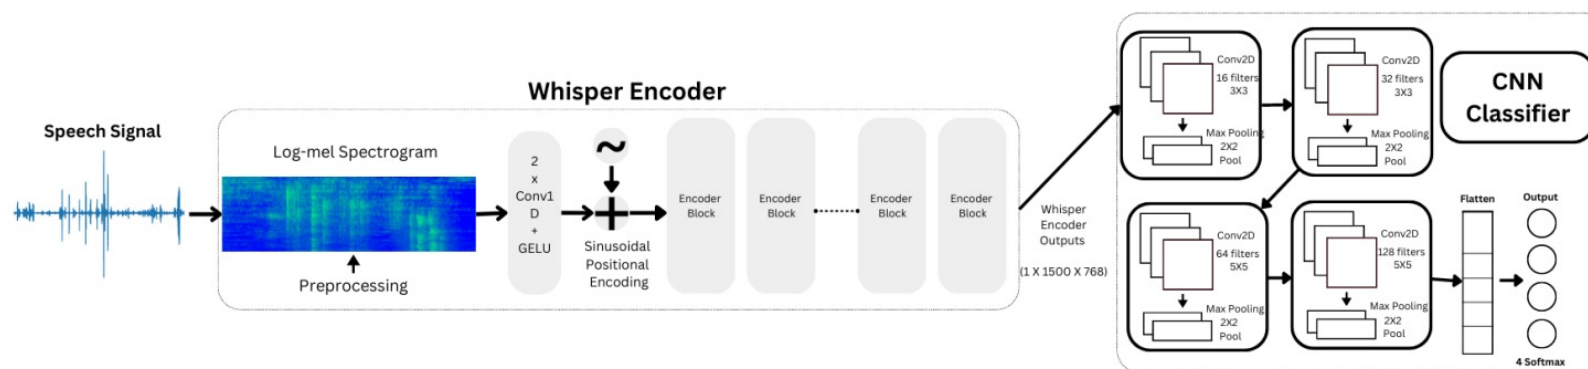 Whisper Encoder
Speech Signal
Log-mel Spectrogram
Preprocessing
2
x
Conv1
D
+
GELU
~
+
Sinusoidal
Positional
Encoding
Encoder
Block
Encoder
Block
Encoder
Block
Encoder
Block
Whisper
Encoder
Outputs
(1 X 1500 X 768)
Conv2D
16 filters
3X3
Max Pooling
2X2
Pool
Conv2D
32 filters
3X3
Max Pooling
2X2
Pool
CNN
Classifier
Conv2D
64 filters
5X5
Max Pooling
2X2
Pool
Conv2D
128 filters
5X5
Max Pooling
2X2
Pool
Flatten
Output
4 Softmax